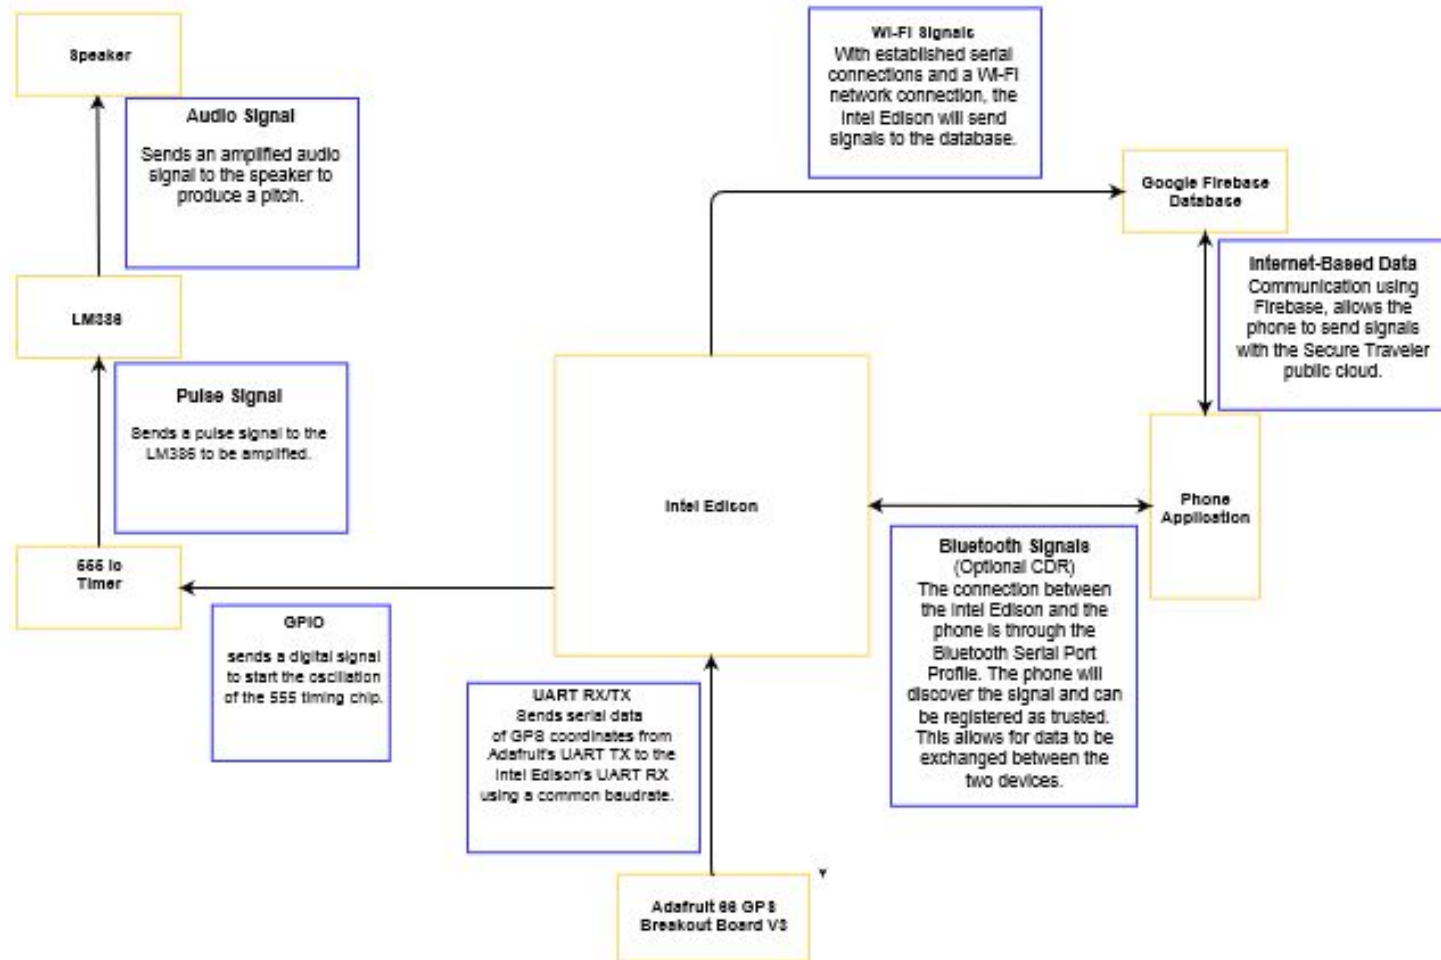 Speaker
Audio Signal
Sends an amplified audio
signal to the speaker to
produce a pitch.
LM386
Pulse Signal
Sends a pulse signal to the
LM386 to be amplified.
555 Ic
Timer
GPIO
sends a digital signal
to start the oscillation
of the 555 timing chip.
Intel Edison
UART RX/TX
Sends serial data
of GPS coordinates from
Adafruit's UART TX to the
Intel Edison's UART RX
using a common baudrate.
Adafruit 66 GPS
Breakout Board V3
Wi-Fi Signals
With established serial
connections and a Wi-Fi
network connection, the
Intel Edison will send
signals to the database.
Google Firebase
Database
Internet-Based Data
Communication using
Firebase, allows the
phone to send signals
with the Secure Traveler
public cloud.
Phone
Application
Bluetooth Signals
(Optional CDR)
The connection between
the Intel Edison and the
phone is through the
Bluetooth Serial Port
Profile. The phone will
discover the signal and can
be registered as trusted.
This allows for data to be
exchanged between the
two devices.